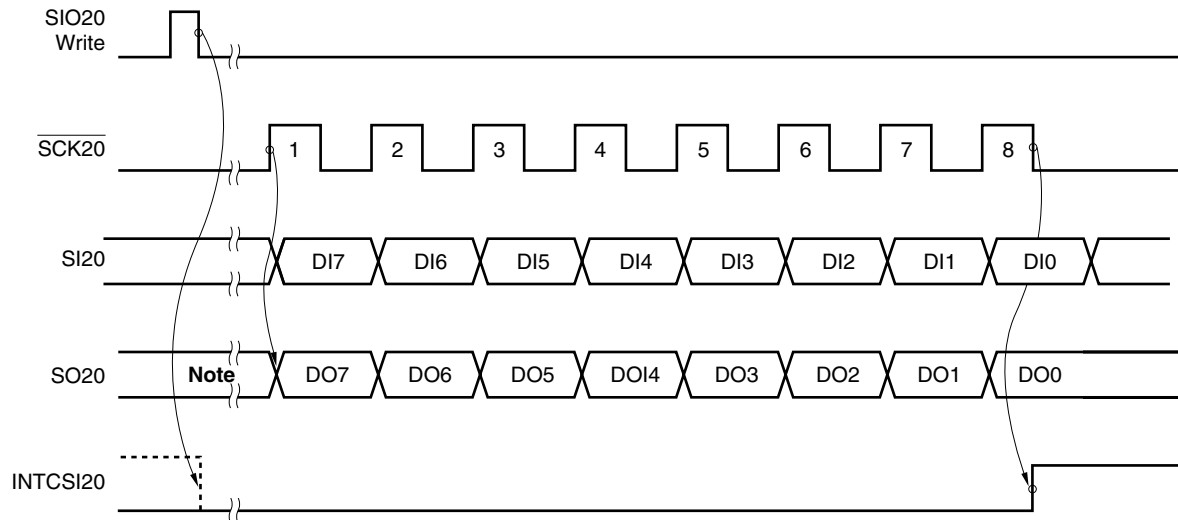 SIO20
Write
SCK20
1 2 3 4 5 6 7 8
SI20
DI7 DI6 DI5 DI4 DI3 DI2 DI1 DI0
SO20
Note DO7 DO6 DO5 DOI4 DO3 DO2 DO1 DO0
INTCSI20